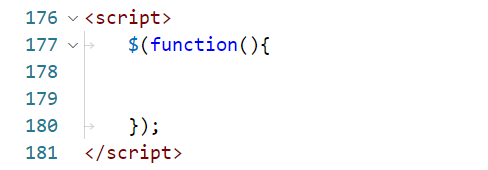 176 <script>
177 $(function(){
178
179
180 });
181 </script>